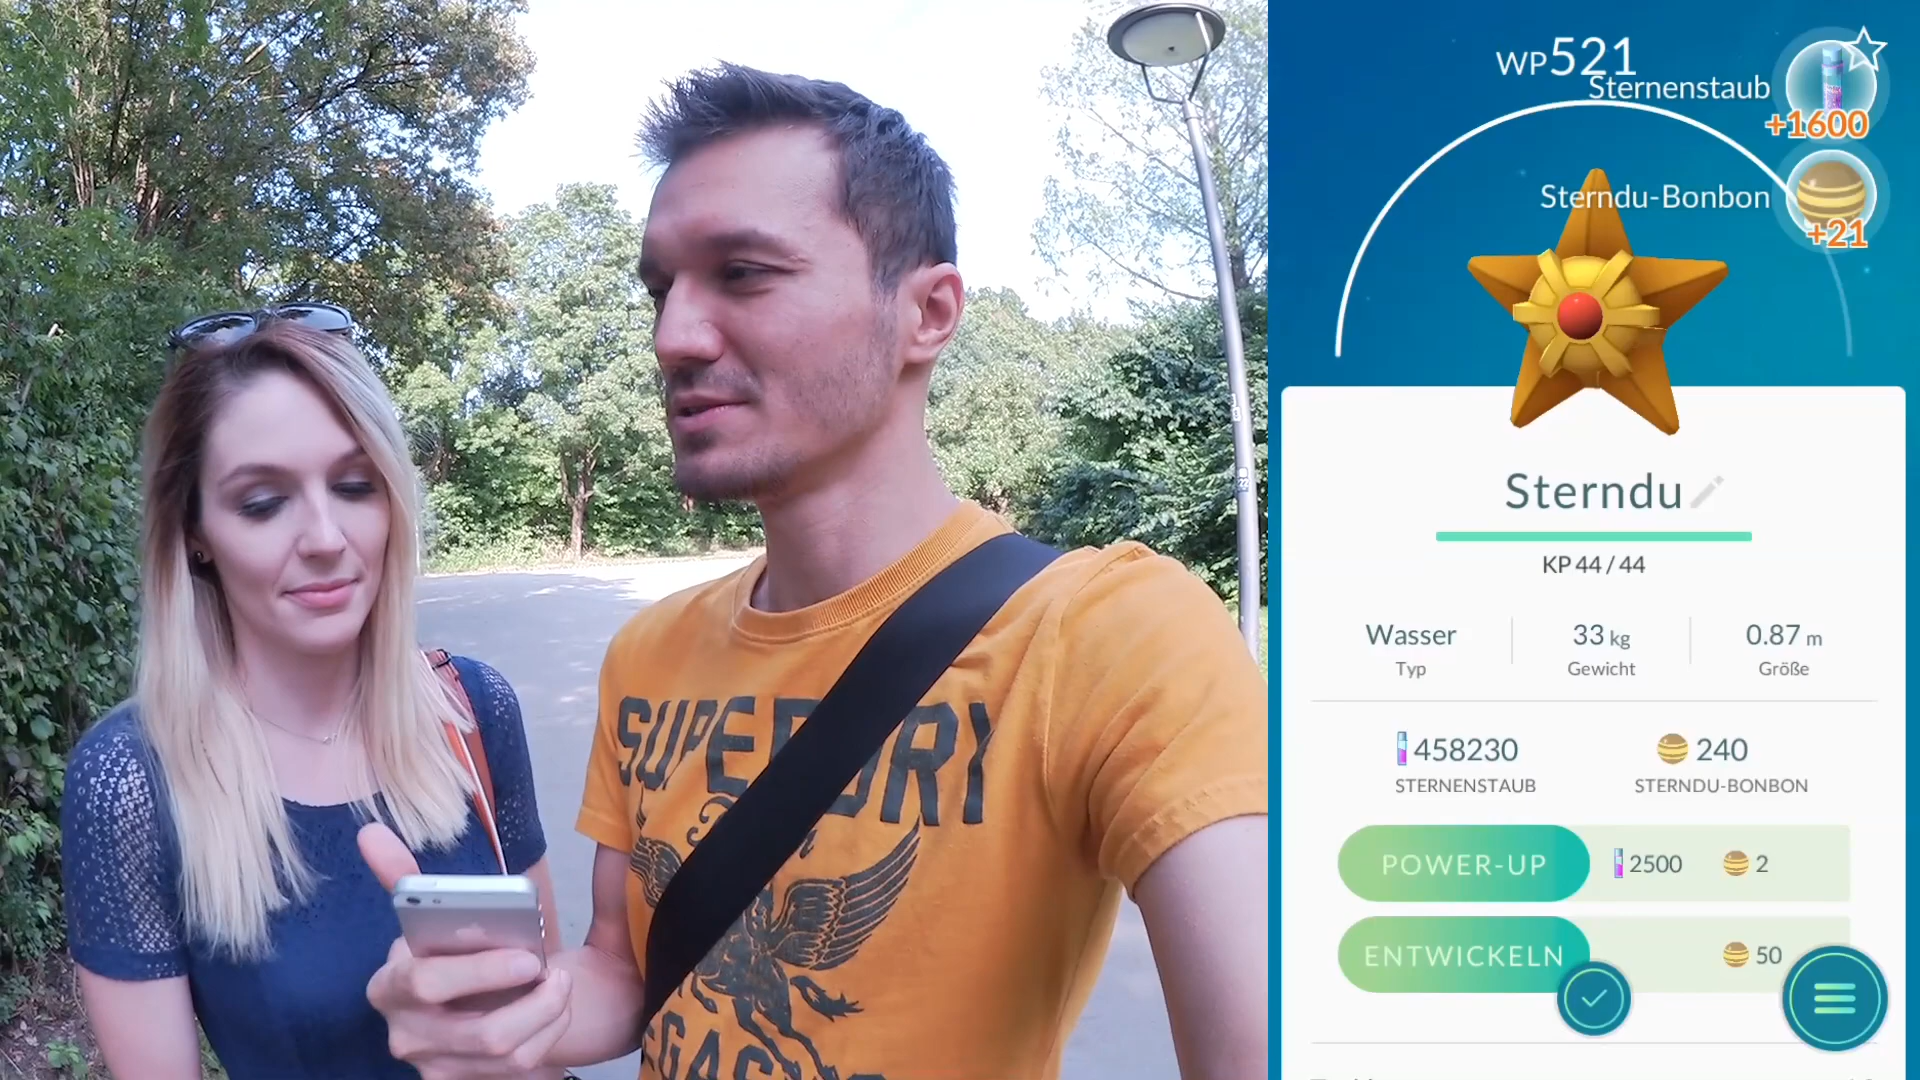 SUPERDRY
WP521
Sternenstaub
+1600
Sterndu-Bonbon
+21
Sterndu
KP 44 / 44
Wasser
Typ
33 kg
Gewicht
0.87 m
Größe
458230
STERNENSTAUB
240
STERNDU-BONBON
POWER-UP
2500
2
ENTWICKELN
50